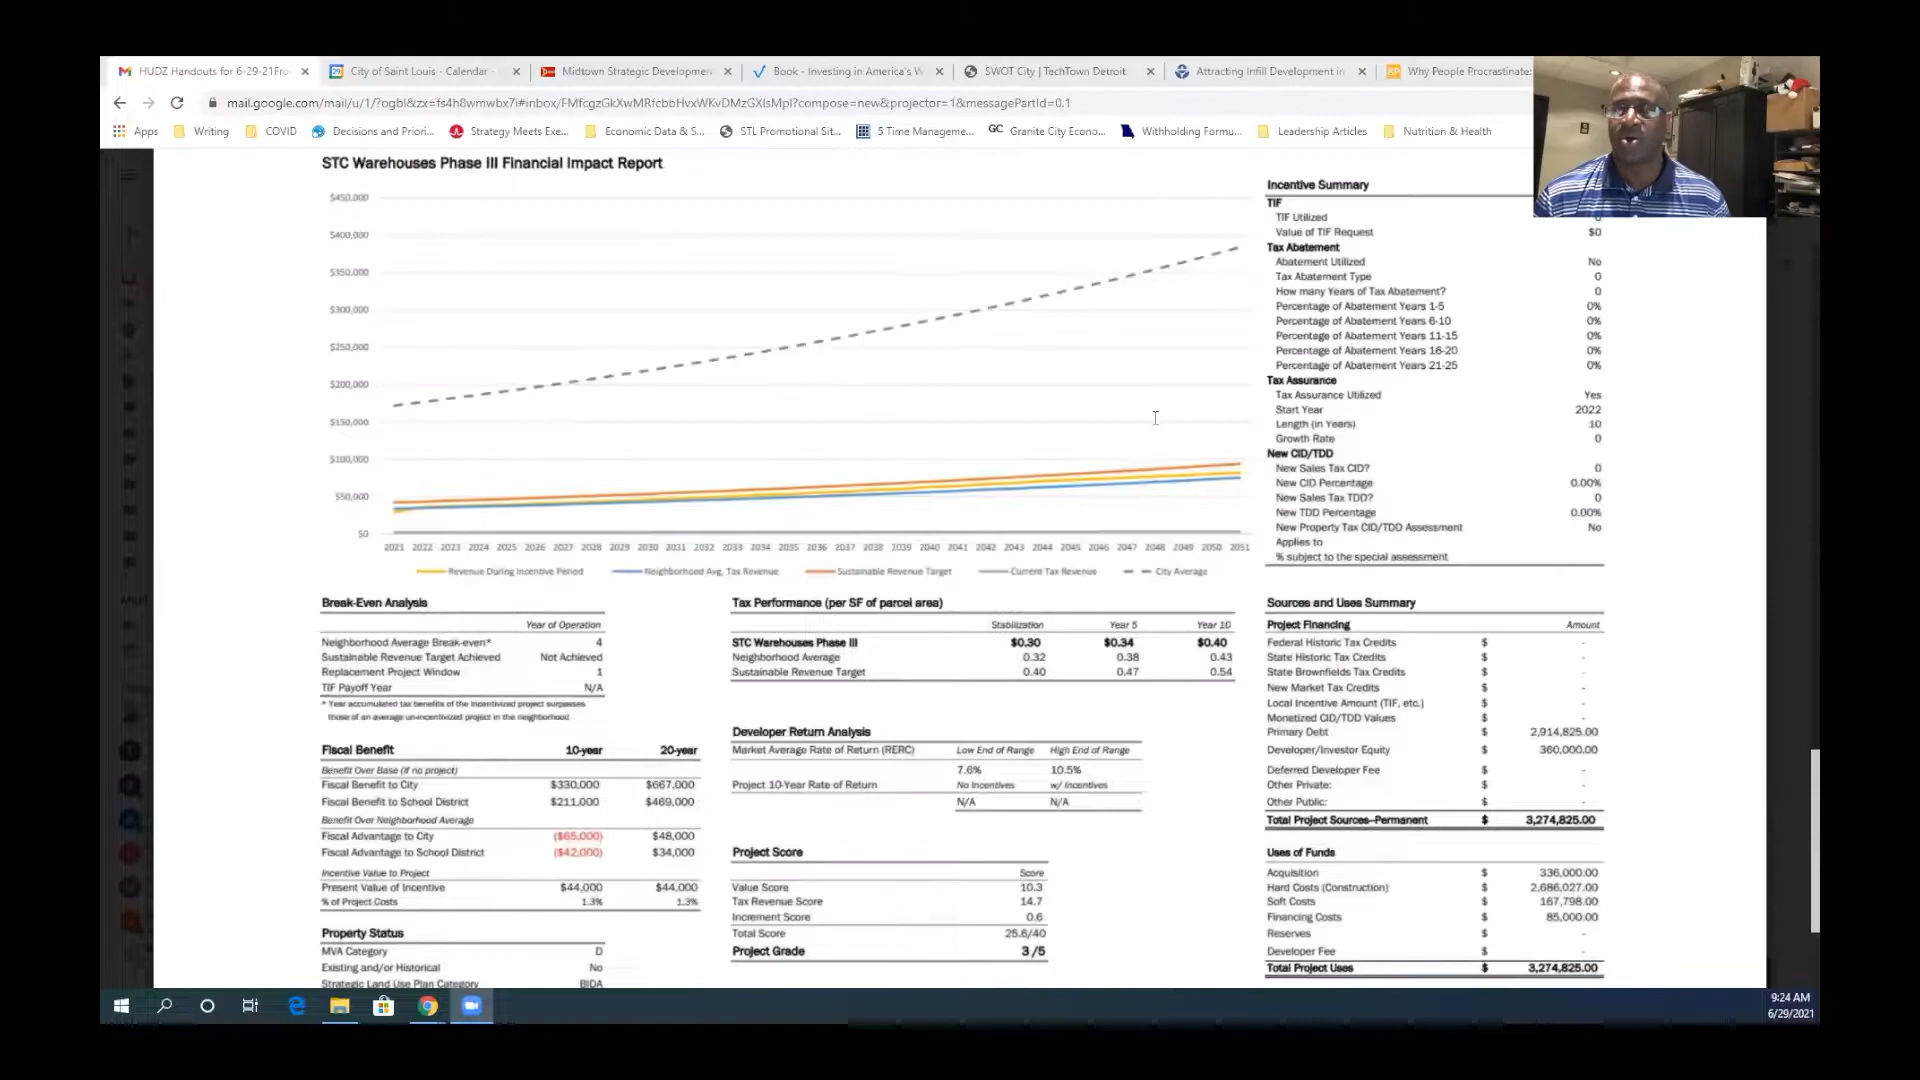 HUDZ Handouts for 6-29-21Fro
City of Saint Louis - Calendar -
Midtown Strategic Developmen
Book - Investing in America's V
SWOT City | TechTown Detroit
Attracting Infill Development in
Why People Procrastinate:
mail.google.com/mail/u/1/?ogbl&zx=fs4h8wmwbx7i#inbox/FMfcgzGkXwMRfcbbHvxWKvDMzGXlsMpl?compose=new&projector=1&messagePartId=0.1
Apps Writing COVID Decisions and Priori... Strategy Meets Exe... Economic Data & S... STL Promotional Sit... 5 Time Manageme... GC Granite City Econo... Withholding Formu... Leadership Articles Nutrition & Health
STC Warehouses Phase III Financial Impact Report
$450,000
$400,000
$350,000
$300,000
$250,000
$200,000
$150,000
$100,000
$50,000
$0
2021 2022 2023 2024 2025 2026 2027 2028 2029 2030 2031 2032 2033 2034 2035 2036 2037 2038 2039 2040 2041 2042 2043 2044 2045 2046 2047 2048 2049 2050 2051
Revenue During Incentive Period Neighborhood Avg. Tax Revenue Sustainable Revenue Target Current Tax Revenue City Average
Incentive Summary
TIF
TIF Utilized 0
Value of TIF Request $0
Tax Abatement
Abatement Utilized No
Tax Abatement Type 0
How many Years of Tax Abatement? 0
Percentage of Abatement Years 1-5 0%
Percentage of Abatement Years 6-10 0%
Percentage of Abatement Years 11-15 0%
Percentage of Abatement Years 16-20 0%
Percentage of Abatement Years 21-25 0%
Tax Assurance
Tax Assurance Utilized Yes
Start Year 2022
Length (in Years) 10
Growth Rate 0
New CID/TDD
New Sales Tax CID? 0
New CID Percentage 0.00%
New Sales Tax TDD? 0
New TDD Percentage 0.00%
New Property Tax CID/TDD Assessment No
Applies to
% subject to the special assessment
Break-Even Analysis
Year of Operation
Neighborhood Average Break-even* 4
Sustainable Revenue Target Achieved Not Achieved
Replacement Project Window 1
TIF Payoff Year N/A
* Year accumulated tax benefits of the incentivized project surpasses
those of an average un-incentivized project in the neighborhood
Fiscal Benefit 10-year 20-year
Benefit Over Base (if no project)
Fiscal Benefit to City $330,000 $667,000
Fiscal Benefit to School District $211,000 $469,000
Benefit Over Neighborhood Average
Fiscal Advantage to City ($65,000) $48,000
Fiscal Advantage to School District ($42,000) $34,000
Incentive Value to Project
Present Value of Incentive $44,000 $44,000
% of Project Costs 1.3% 1.3%
Property Status
MVA Category D
Existing and/or Historical No
Strategic Land Use Plan Category BIDA
Tax Performance (per SF of parcel area)
Stabilization Year 5 Year 10
STC Warehouses Phase III $0.30 $0.34 $0.40
Neighborhood Average 0.32 0.38 0.43
Sustainable Revenue Target 0.40 0.47 0.54
Developer Return Analysis
Market Average Rate of Return (RERC) Low End of Range High End of Range
7.6% 10.5%
Project 10-Year Rate of Return No Incentives w/ Incentives
N/A N/A
Project Score
Score
Value Score 10.3
Tax Revenue Score 14.7
Increment Score 0.6
Total Score 25.6/40
Project Grade 3 /5
Sources and Uses Summary
Project Financing Amount
Federal Historic Tax Credits $ -
State Historic Tax Credits $ -
State Brownfields Tax Credits $ -
New Market Tax Credits $ -
Local Incentive Amount (TIF, etc.) $ -
Monetized CID/TDD Values $ -
Primary Debt $ 2,914,825.00
Developer/Investor Equity $ 360,000.00
Deferred Developer Fee $ -
Other Private: $ -
Other Public: $ -
Total Project Sources--Permanent $ 3,274,825.00
Uses of Funds
Acquisition $ 336,000.00
Hard Costs (Construction) $ 2,686,027.00
Soft Costs $ 167,798.00
Financing Costs $ 85,000.00
Reserves $ -
Developer Fee $ -
Total Project Uses $ 3,274,825.00
9:24 AM
6/29/2021